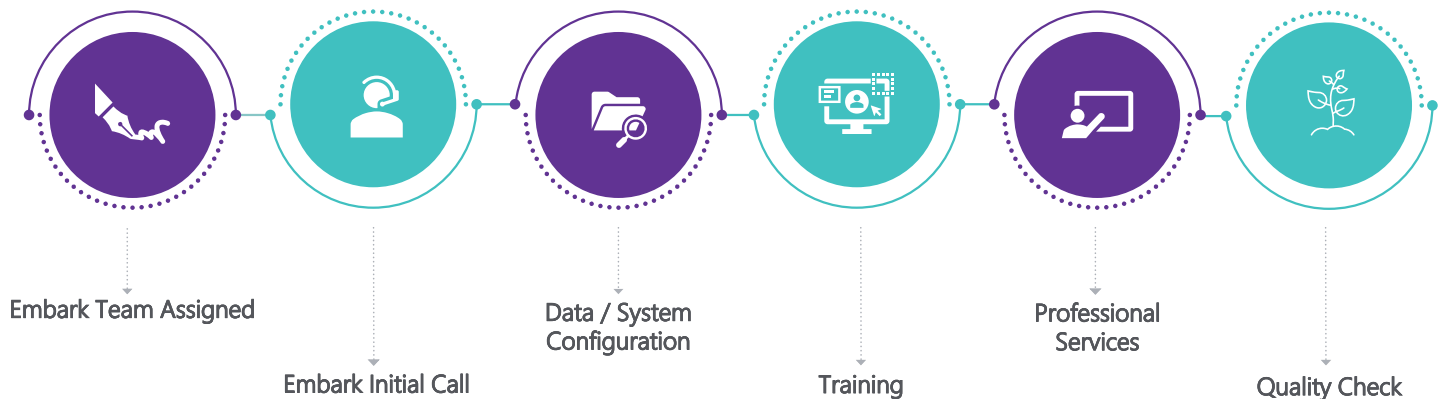 Embark Team Assigned
Embark Initial Call
Data / System
Configuration
Training
Professional
Services
Quality Check